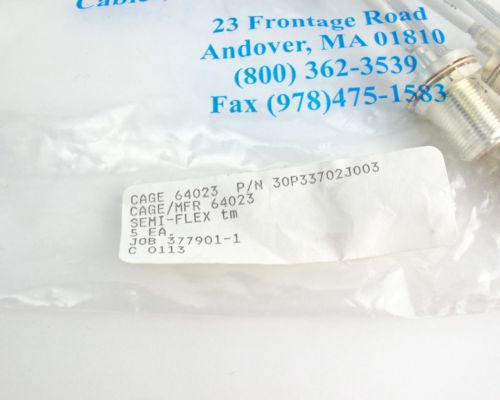 Cable
23 Frontage Road
Andover, MA 01810
(800) 362-3539
Fax (978)475-1583
CAGE 64023 P/N 30P33702J003
CAGE/MFR 64023
SEMI-FLEX tm
5 EA.
JOB 377901-1
C 0113